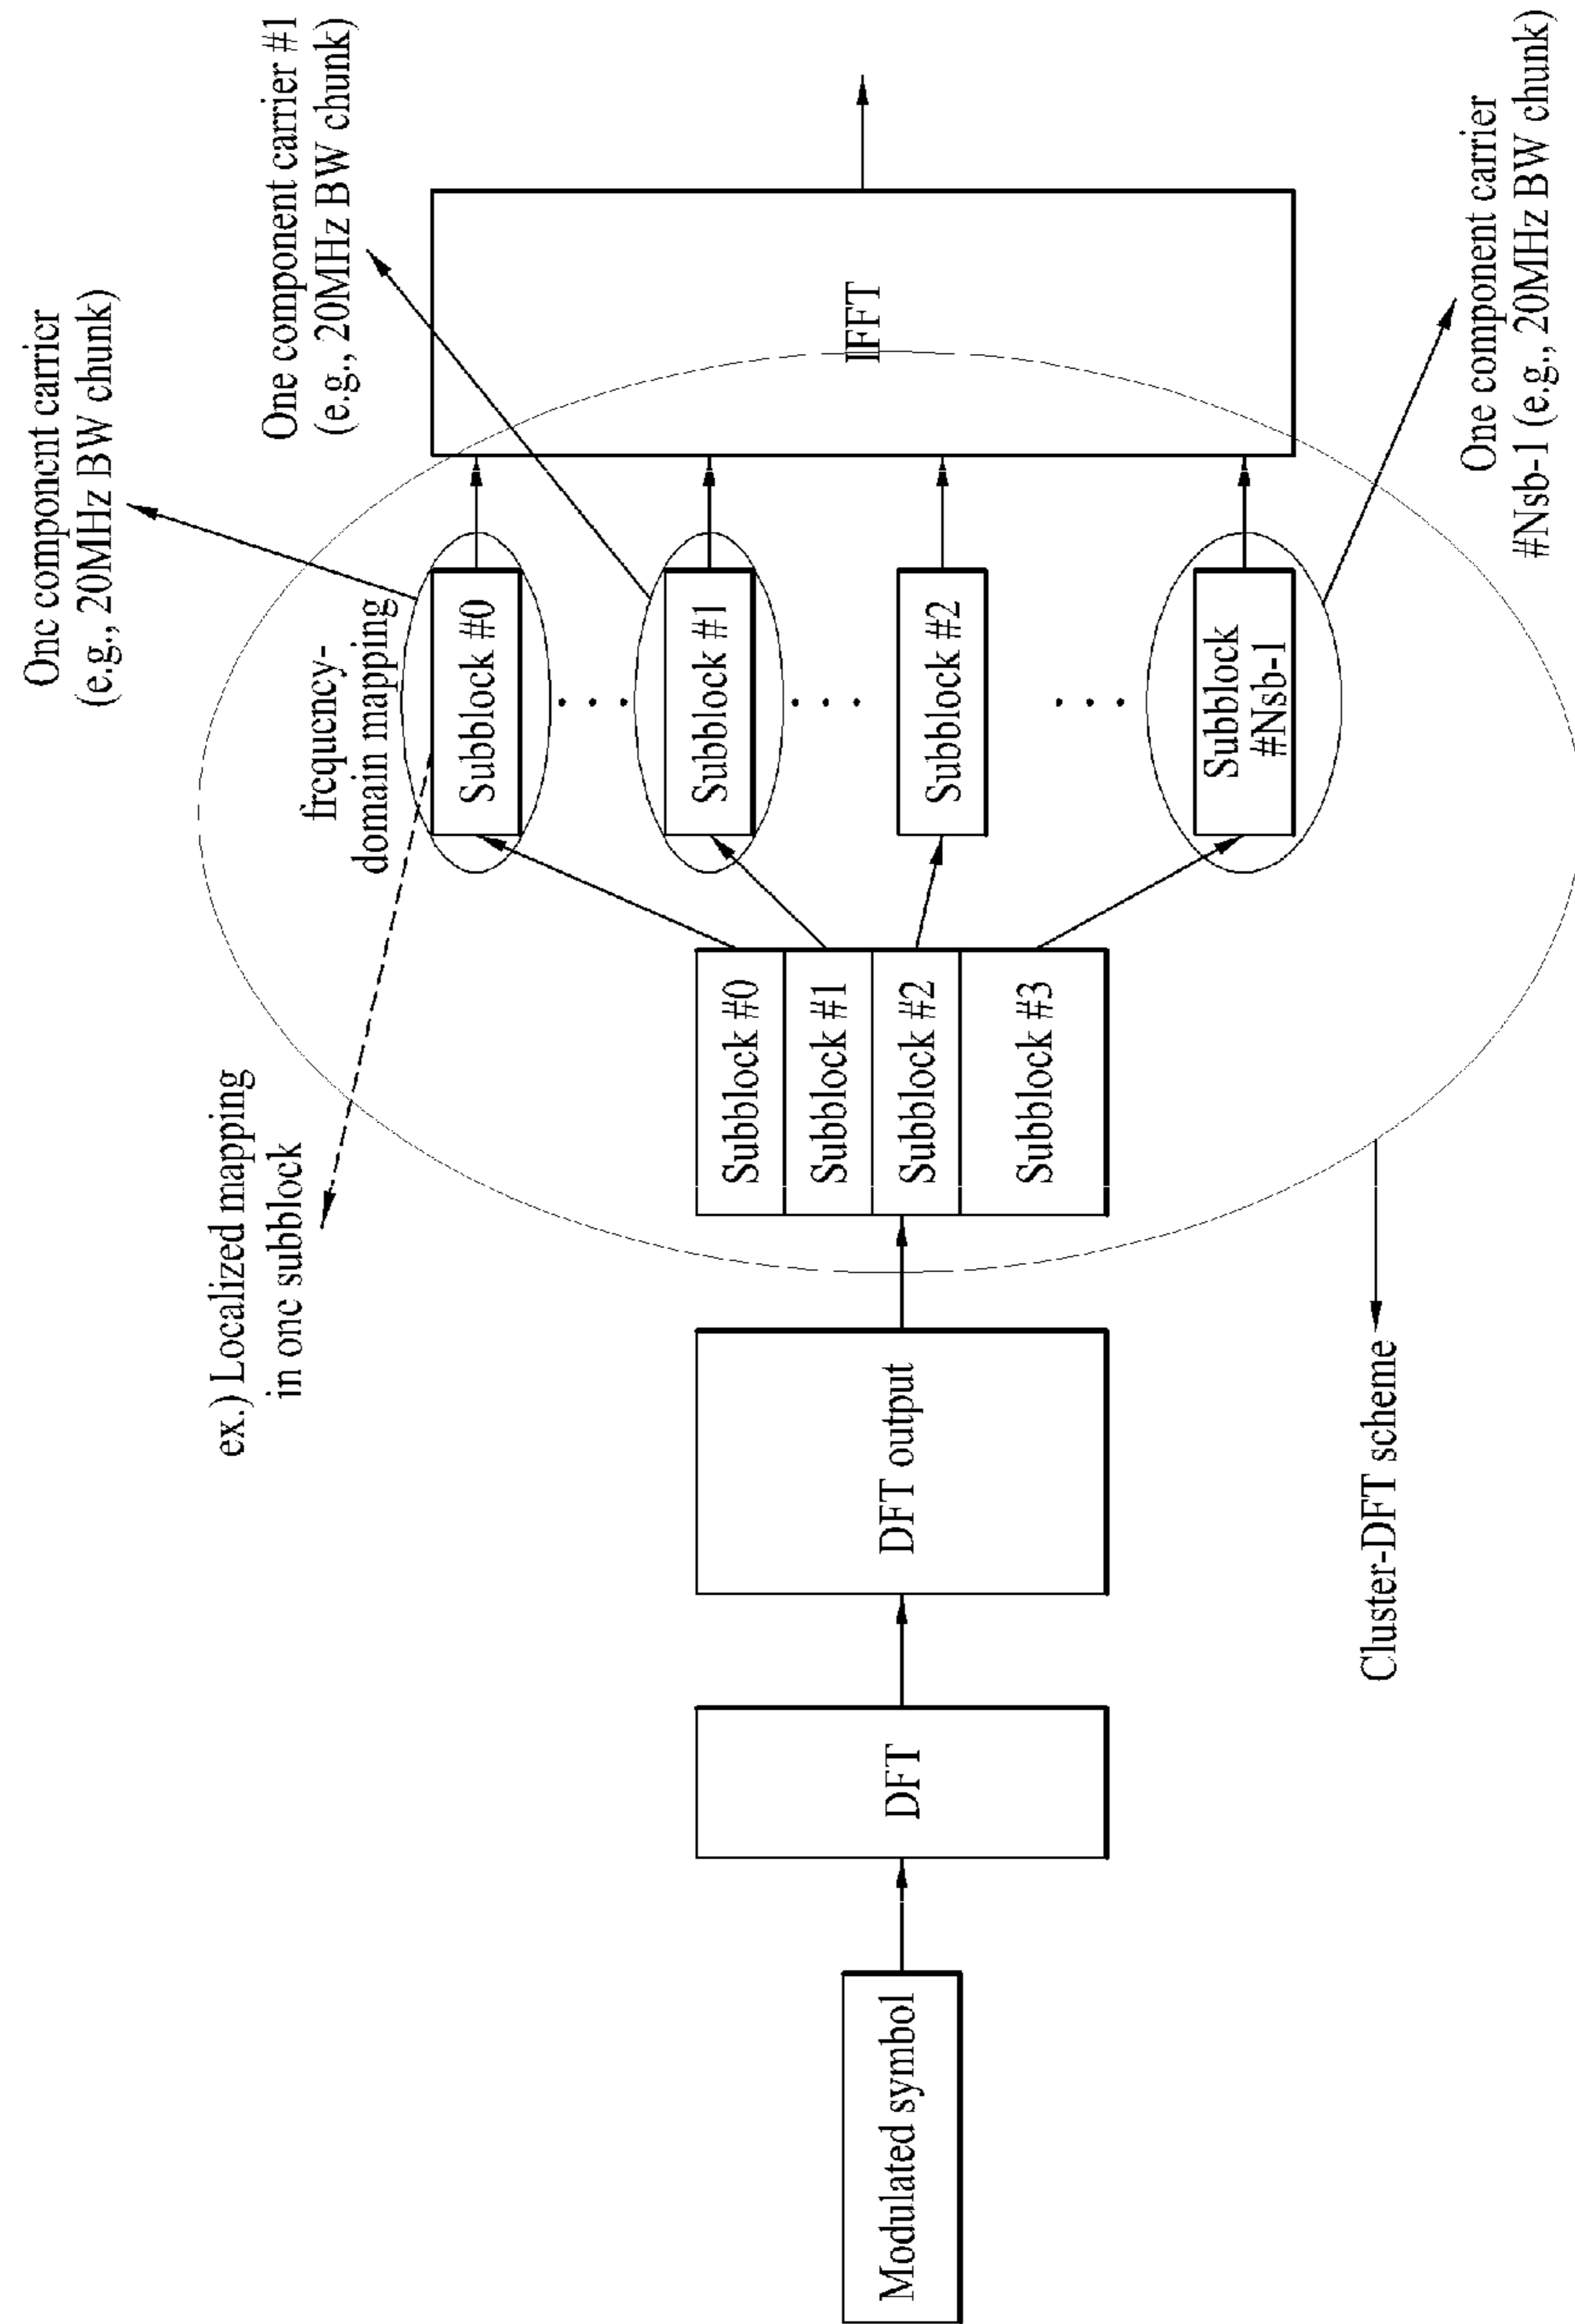 Modulated symbol
DFT
DFT output
Subblock #0
Subblock #1
Subblock #2
Subblock #3
ex.) Localized mapping
in one subblock
frequency-
domain mapping
Subblock #0
Subblock #1
Subblock #2
Subblock
#Nsb-1
One component carrier
(e.g., 20MHz BW chunk)
One component carrier #1
(e.g., 20MHz BW chunk)
IFFT
One component carrier
#Nsb-1 (e.g., 20MHz BW chunk)
Cluster-DFT scheme